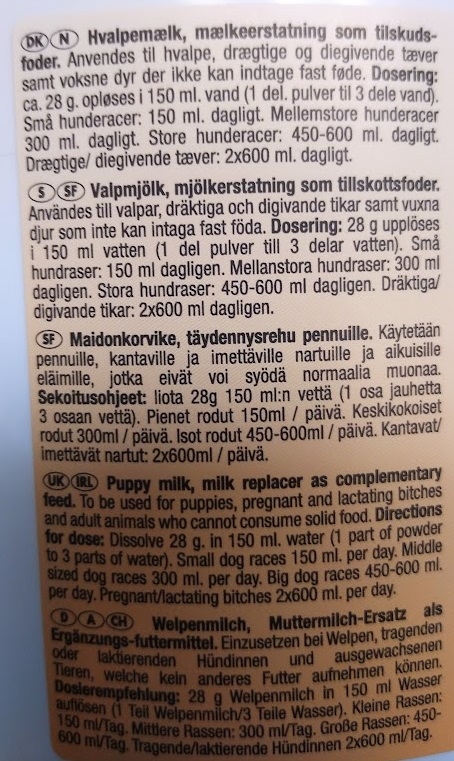 DK N Hvalpemælk, mælkeerstatning som tilskuds-
foder. Anvendes til hvalpe, drægtige og diegivende tæver
samt voksne dyr der ikke kan indtage fast føde. Dosering:
ca. 28 g. opløses i 150 ml. vand (1 del. pulver til 3 dele vand).
Små hunderacer: 150 ml. dagligt. Mellemstore hunderacer
300 ml. dagligt. Store hunderacer: 450-600 ml. dagligt.
Drægtige/ diegivende tæver: 2x600 ml. dagligt.
S SF Valpmjölk, mjölkerstatning som tillskottsfoder.
Användes till valpar, dräktiga och digivande tikar samt vuxna
djur som inte kan intaga fast föda. Dosering: 28 g upplöses
i 150 ml vatten (1 del pulver till 3 delar vatten). Små
hundraser: 150 ml dagligen. Mellanstora hundraser: 300 ml
dagligen. Stora hundraser: 450-600 ml dagligen. Dräktiga/
digivande tikar: 2x600 ml dagligen.
SF Maidonkorvike, täydennysrehu pennuille. Käytetään
pennuille, kantaville ja imettäville nartuille ja aikuisille
eläimille, jotka eivät voi syödä normaalia muonaa.
Sekoitusohjeet: liota 28g 150 ml:n vettä (1 osa jauhetta
3 osaan vettä). Pienet rodut 150ml / päivä. Keskikokoiset
rodut 300ml / päivä. Isot rodut 450-600ml / päivä. Kantavat/
imettävät nartut: 2x600ml / päivä.
UK IRL Puppy milk, milk replacer as complementary
feed. To be used for puppies, pregnant and lactating bitches
and adult animals who cannot consume solid food. Directions
for dose: Dissolve 28 g. in 150 ml. water (1 part of powder
to 3 parts of water). Small dog races 150 ml. per day. Middle
sized dog races 300 ml. per day. Big dog races 450-600 ml.
per day. Pregnant/lactating bitches 2x600 ml. per day.
D A CH Welpenmilch, Muttermilch-Ersatz als
Ergänzungs-futtermittel. Einzusetzen bei Welpen, tragenden
oder laktierenden Hündinnen und ausgewachsenen
Tieren, welche kein anderes Futter aufnehmen können.
Dosierempfehlung: 28 g Welpenmilch in 150 ml Wasser
auflösen (1 Teil Welpenmilch/3 Teile Wasser). Kleine Rassen:
150 ml/Tag. Mittlere Rassen: 300 ml/Tag. Große Rassen: 450-
600 ml/Tag. Tragende/laktierende Hündinnen 2x600 ml/Tag.